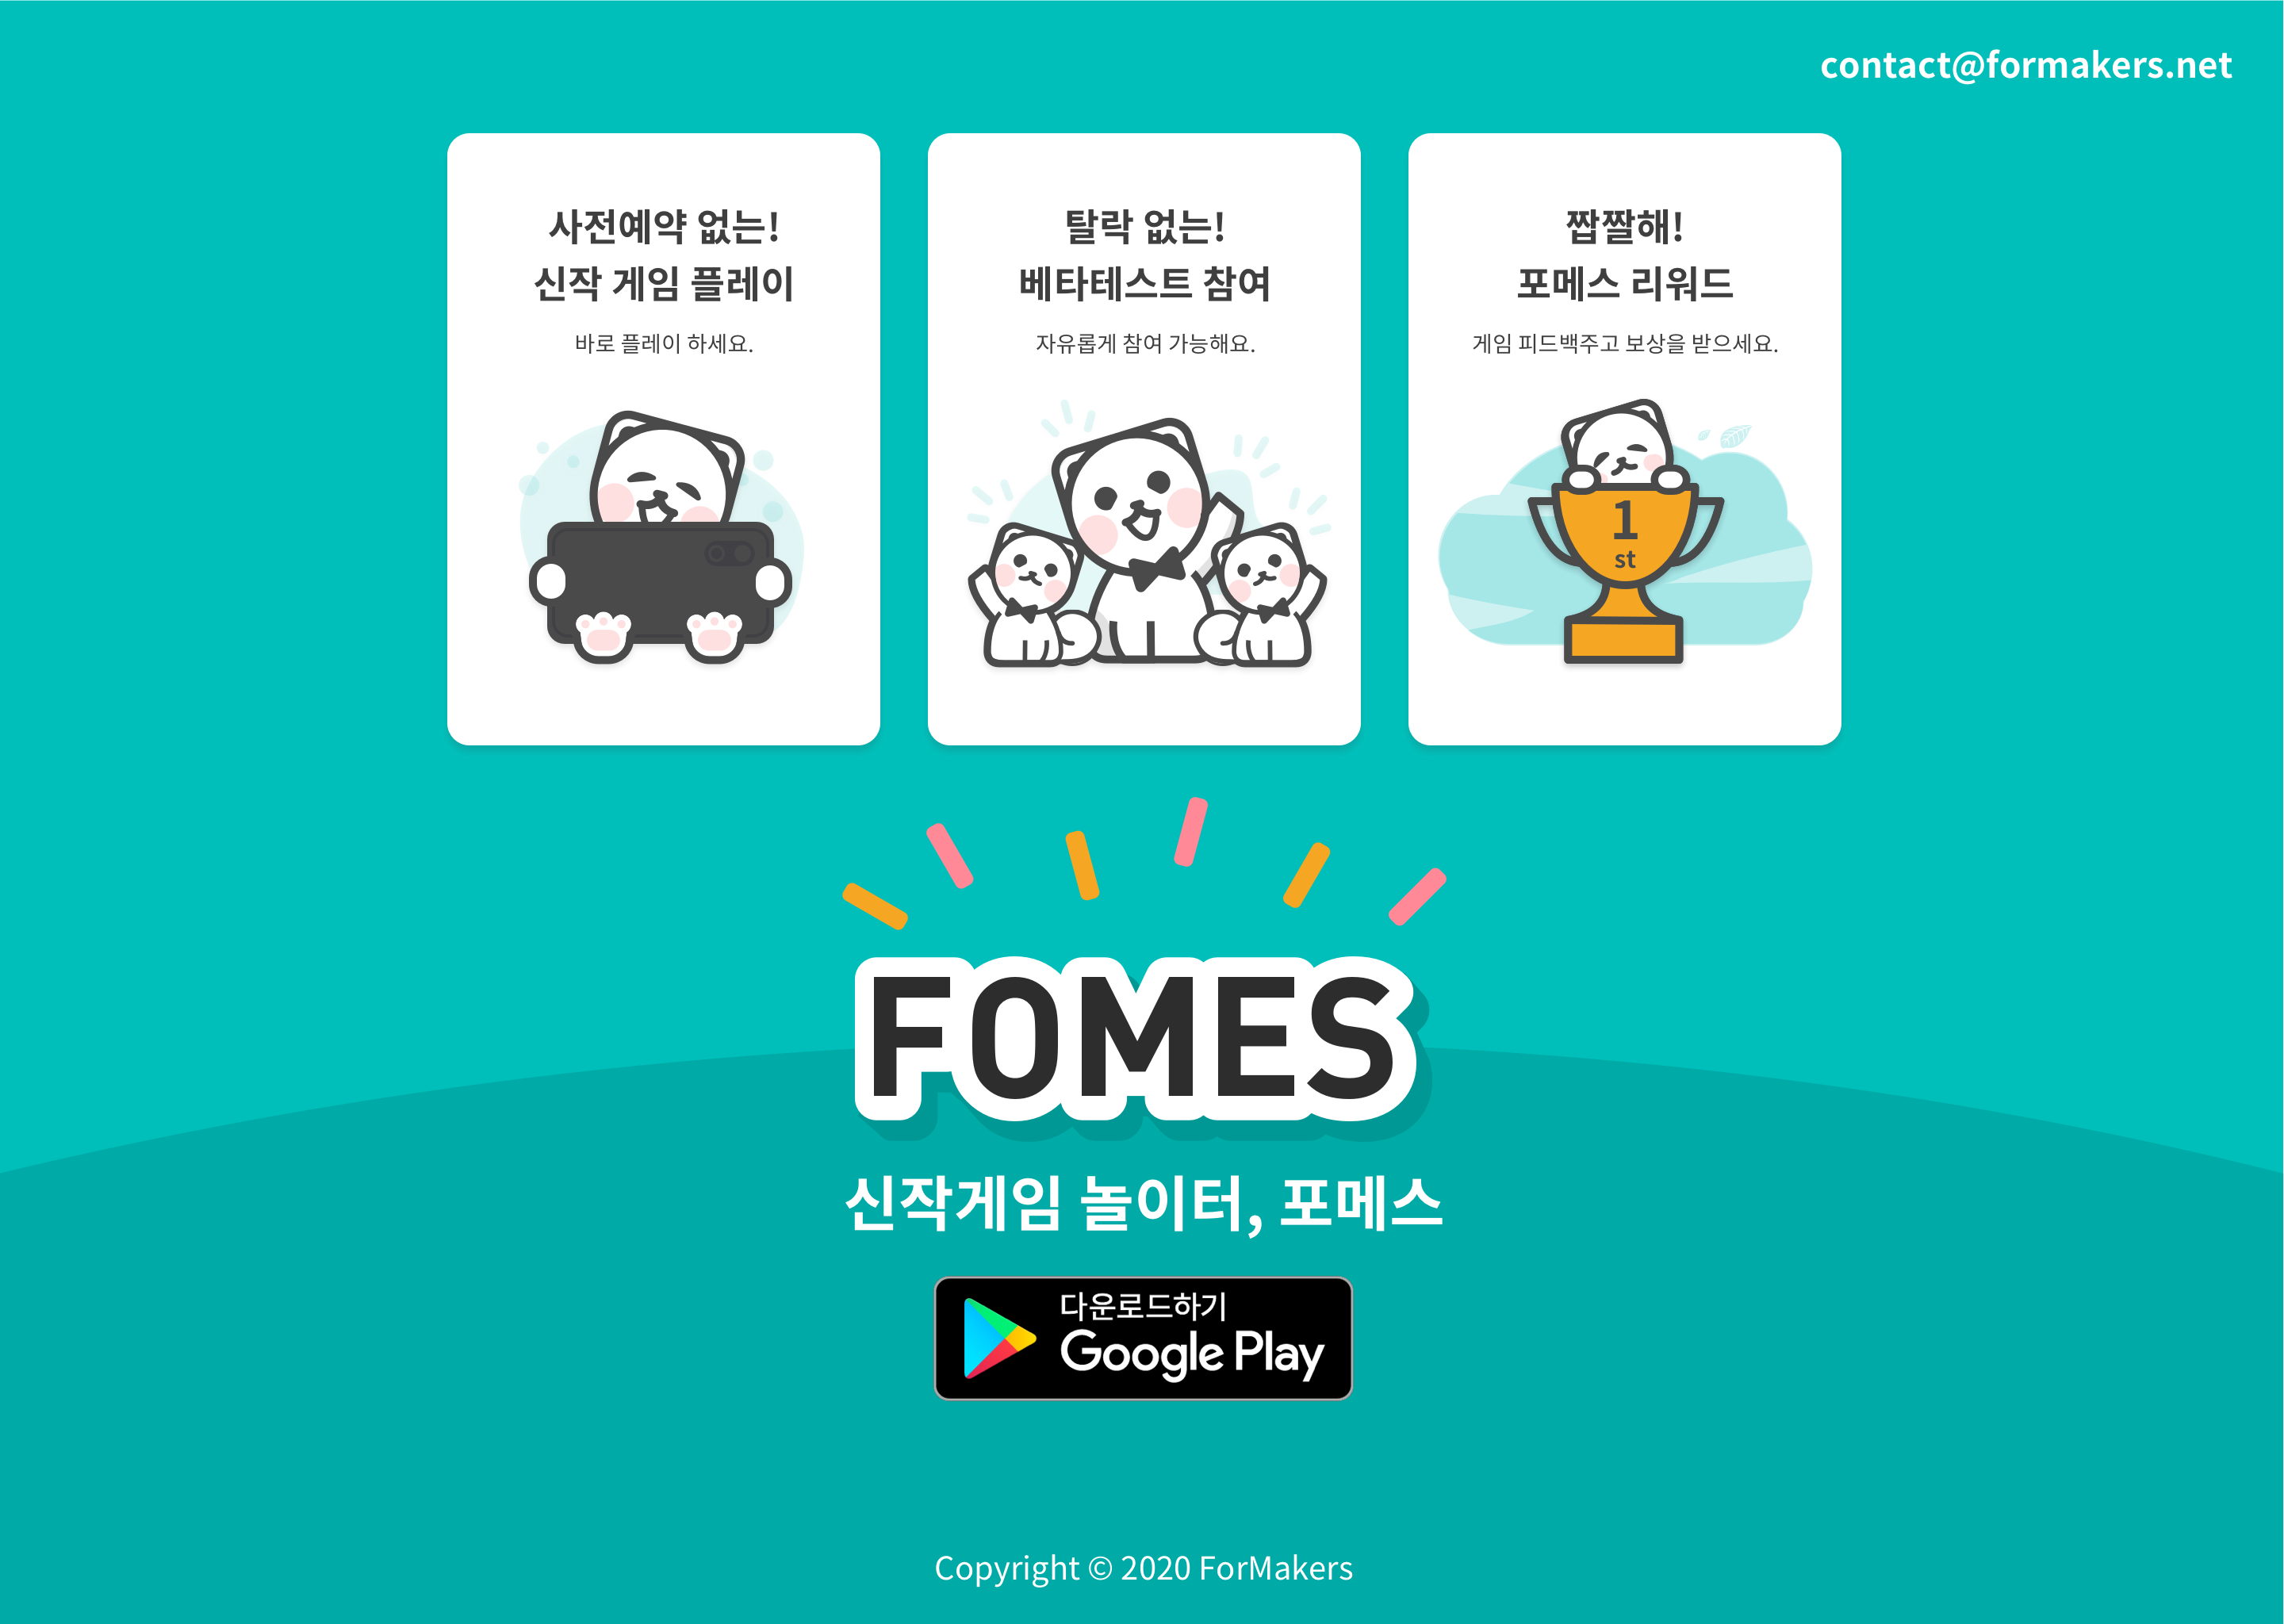 contact@formakers.net
사전예약 없는!
신작 게임 플레이
바로 플레이 하세요.
탈락 없는!
베타테스트 참여
자유롭게 참여 가능해요.
짭짤해!
포메스 리워드
게임 피드백주고 보상을 받으세요.
1
st
FOMES
신작게임 놀이터, 포메스
다운로드하기
Google Play
Copyright © 2020 ForMakers